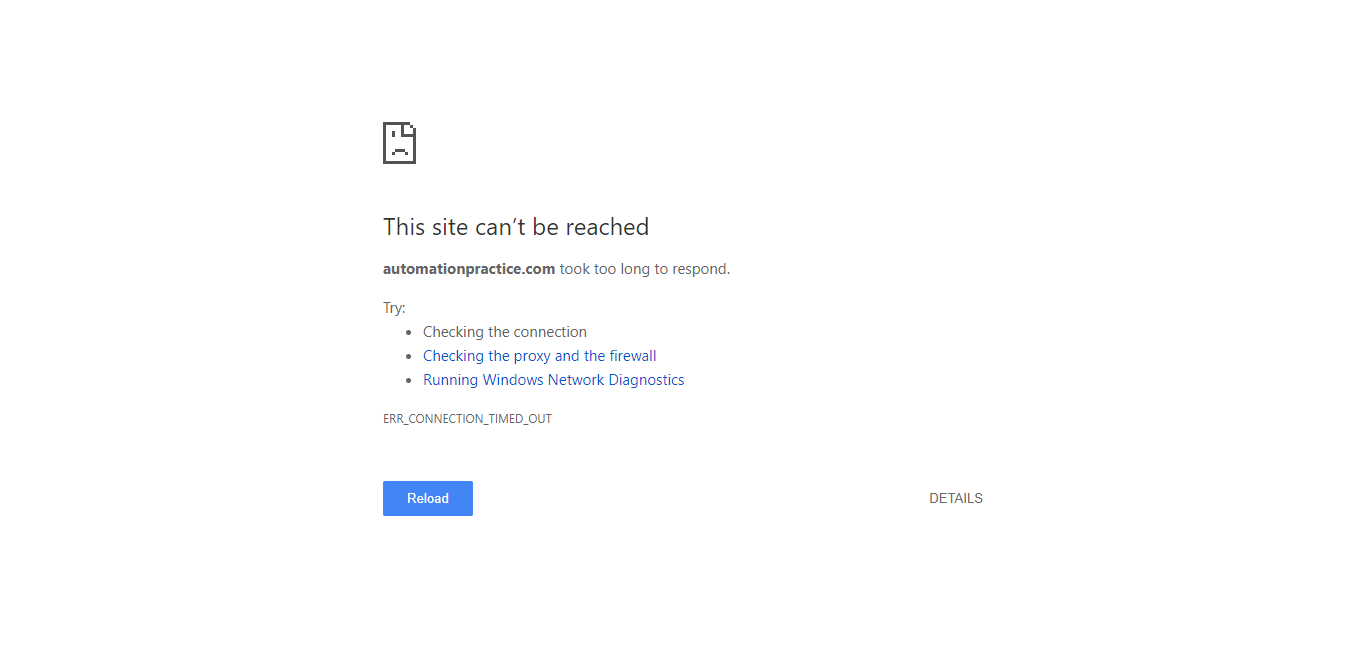 This site can’t be reached
automationpractice.com took too long to respond.
Try:
Checking the connection
Checking the proxy and the firewall
Running Windows Network Diagnostics
ERR_CONNECTION_TIMED_OUT
Reload
DETAILS